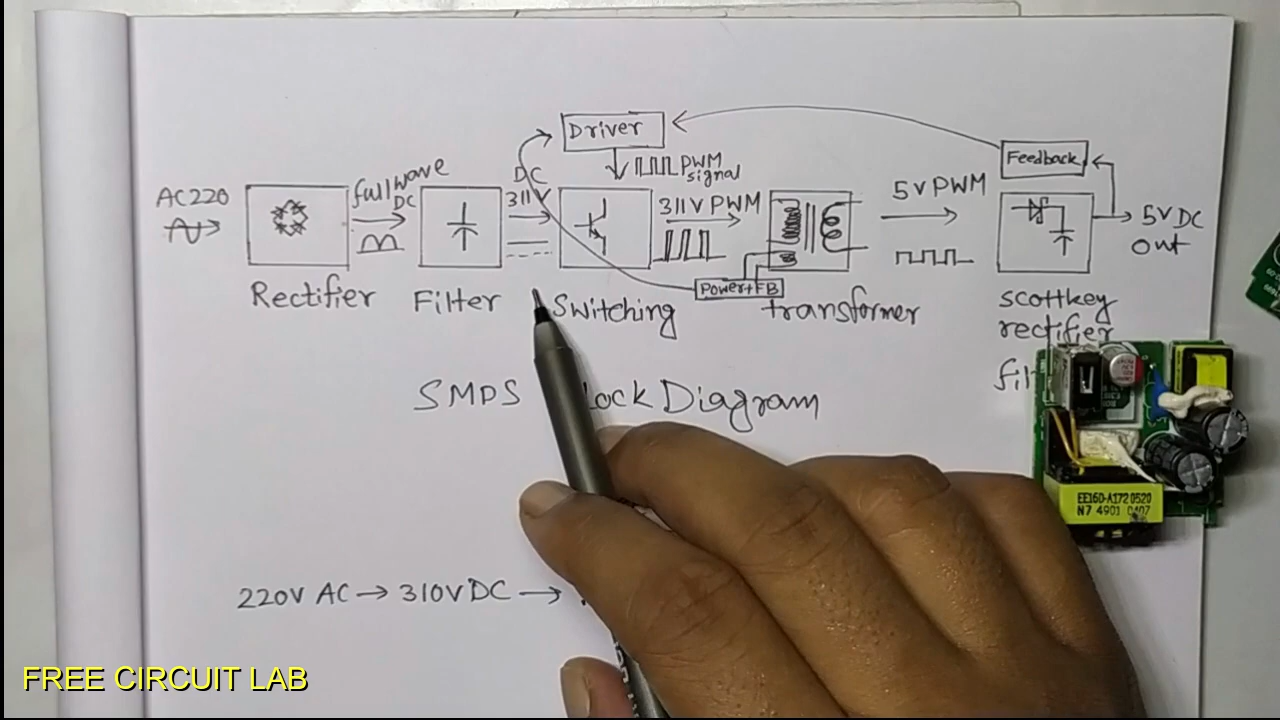 Driver
Feedback
AC220
full wave
DC
DC
311V
PWM
signal
311V PWM
5V PWM
5V DC
out
Power+FB
Rectifier
Filter
Switching
transformer
scottkey
rectifier
SMPS lock Diagram
EE16D-A1720520
N7 4901 0407
220V AC → 310V DC →
FREE CIRCUIT LAB